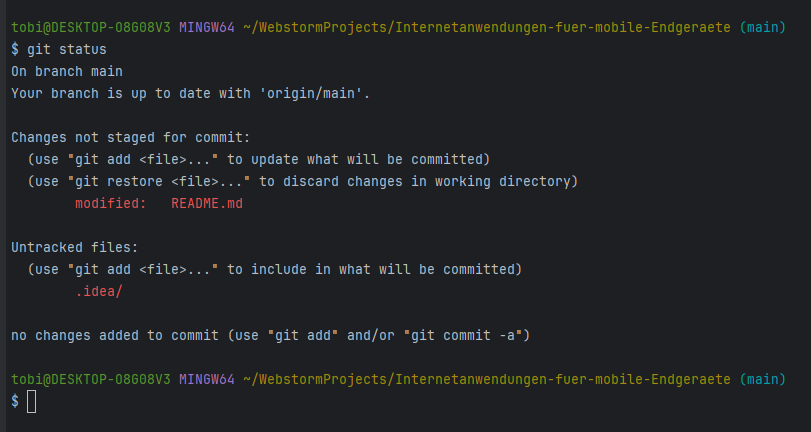 tobi@DESKTOP-O8G08V3 MINGW64 ~/WebstormProjects/Internetanwendungen-fuer-mobile-Endgeraete (main)
$ git status
On branch main
Your branch is up to date with 'origin/main'.

Changes not staged for commit:
  (use "git add <file>..." to update what will be committed)
  (use "git restore <file>..." to discard changes in working directory)
        modified:   README.md

Untracked files:
  (use "git add <file>..." to include in what will be committed)
        .idea/

no changes added to commit (use "git add" and/or "git commit -a")

tobi@DESKTOP-O8G08V3 MINGW64 ~/WebstormProjects/Internetanwendungen-fuer-mobile-Endgeraete (main)
$